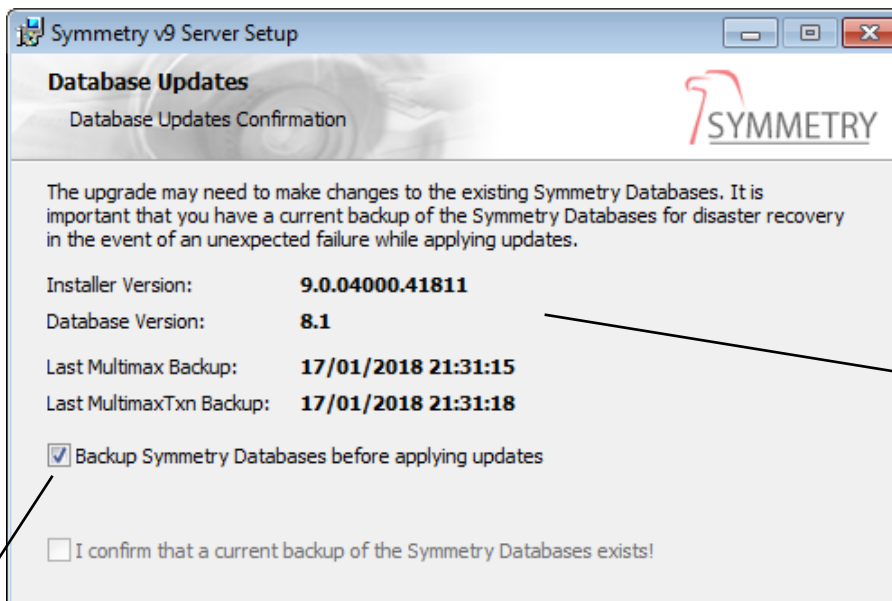 Symmetry v9 Server Setup
Database Updates
Database Updates Confirmation
SYMMETRY
The upgrade may need to make changes to the existing Symmetry Databases. It is
important that you have a current backup of the Symmetry Databases for disaster recovery
in the event of an unexpected failure while applying updates.
Installer Version: 9.0.04000.41811
Database Version: 8.1
Last Multimax Backup: 17/01/2018 21:31:15
Last MultimaxTxn Backup: 17/01/2018 21:31:18
Backup Symmetry Databases before applying updates
I confirm that a current backup of the Symmetry Databases exists!